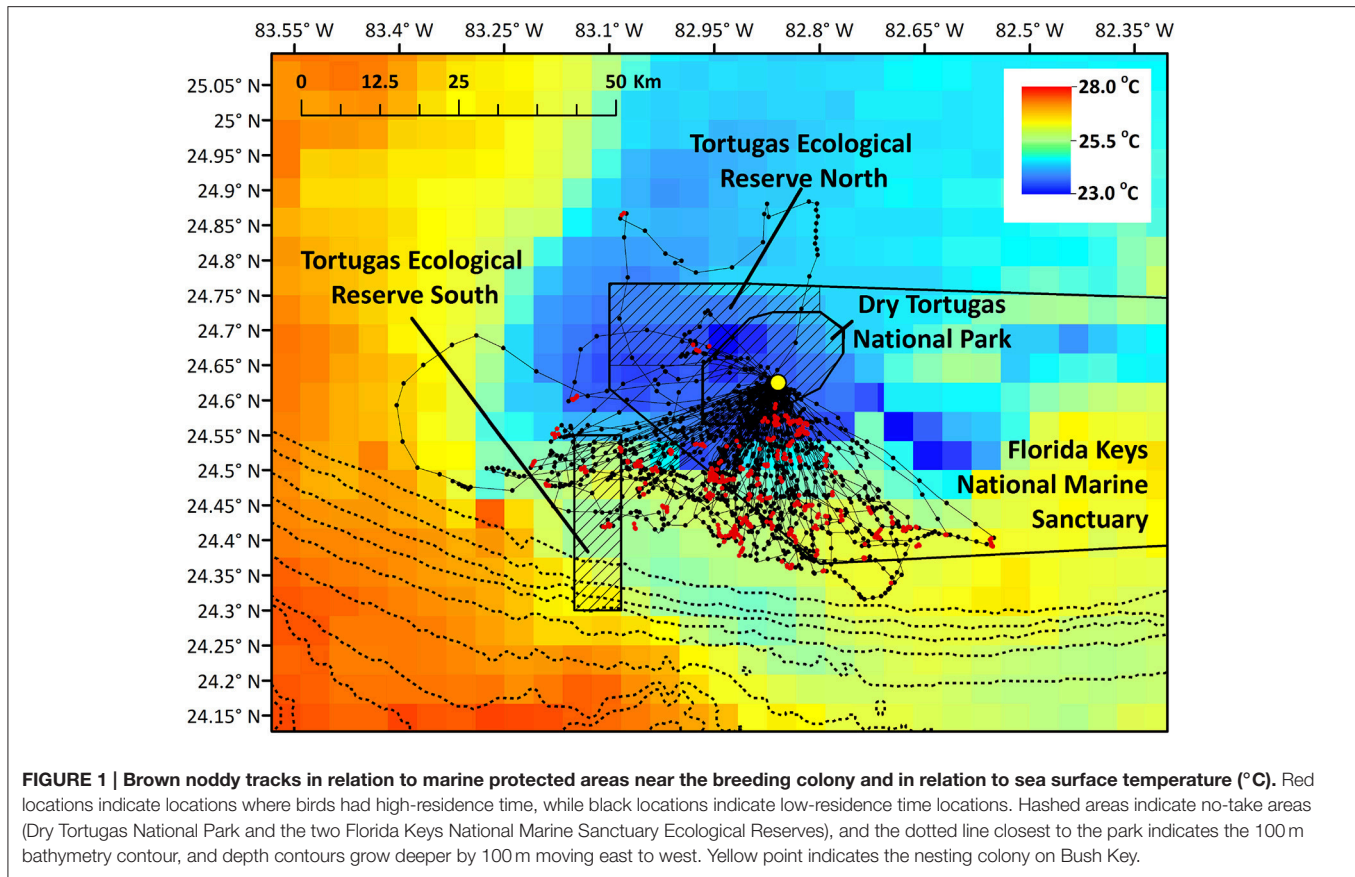 83.55° W 83.4° W 83.25° W 83.1° W 82.95° W 82.8° W 82.65° W 82.5° W 82.35° W
25.05° N
25° N
24.95° N
24.9° N
24.85° N
24.8° N
24.75° N
24.7° N
24.65° N
24.6° N
24.55° N
24.5° N
24.45° N
24.4° N
24.35° N
24.3° N
24.25° N
24.2° N
24.15° N
0 12.5 25 50 Km
28.0 °C
25.5 °C
23.0 °C
Tortugas Ecological
Reserve North
Tortugas Ecological
Reserve South
Dry Tortugas
National Park
Florida Keys
National Marine
Sanctuary
FIGURE 1 | Brown noddy tracks in relation to marine protected areas near the breeding colony and in relation to sea surface temperature (°C). Red
locations indicate locations where birds had high-residence time, while black locations indicate low-residence time locations. Hashed areas indicate no-take areas
(Dry Tortugas National Park and the two Florida Keys National Marine Sanctuary Ecological Reserves), and the dotted line closest to the park indicates the 100 m
bathymetry contour, and depth contours grow deeper by 100 m moving east to west. Yellow point indicates the nesting colony on Bush Key.